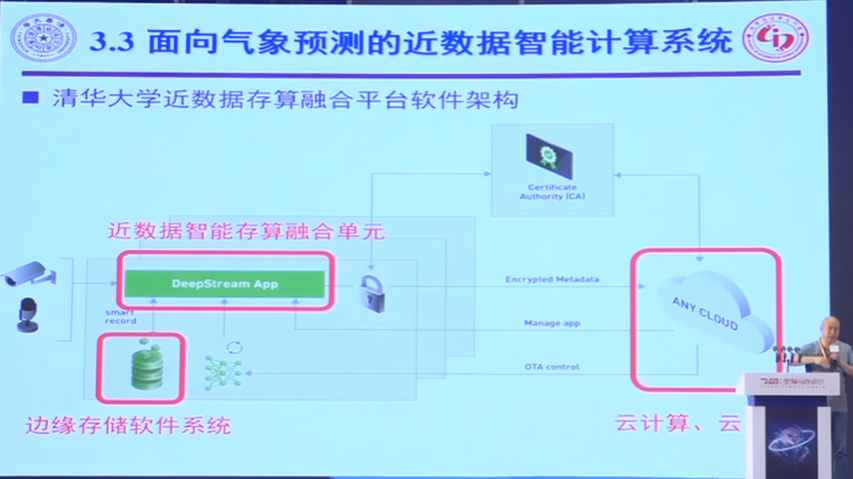 3.3 面向气象预测的近数据智能计算系统
清华大学近数据存算融合平台软件架构
Certificate
Authority (CA)
近数据智能存算融合单元
DeepStream App
Encrypted Metadata
ANY CLOUD
smart
record
Manage app
OTA control
边缘存储软件系统
云计算、云